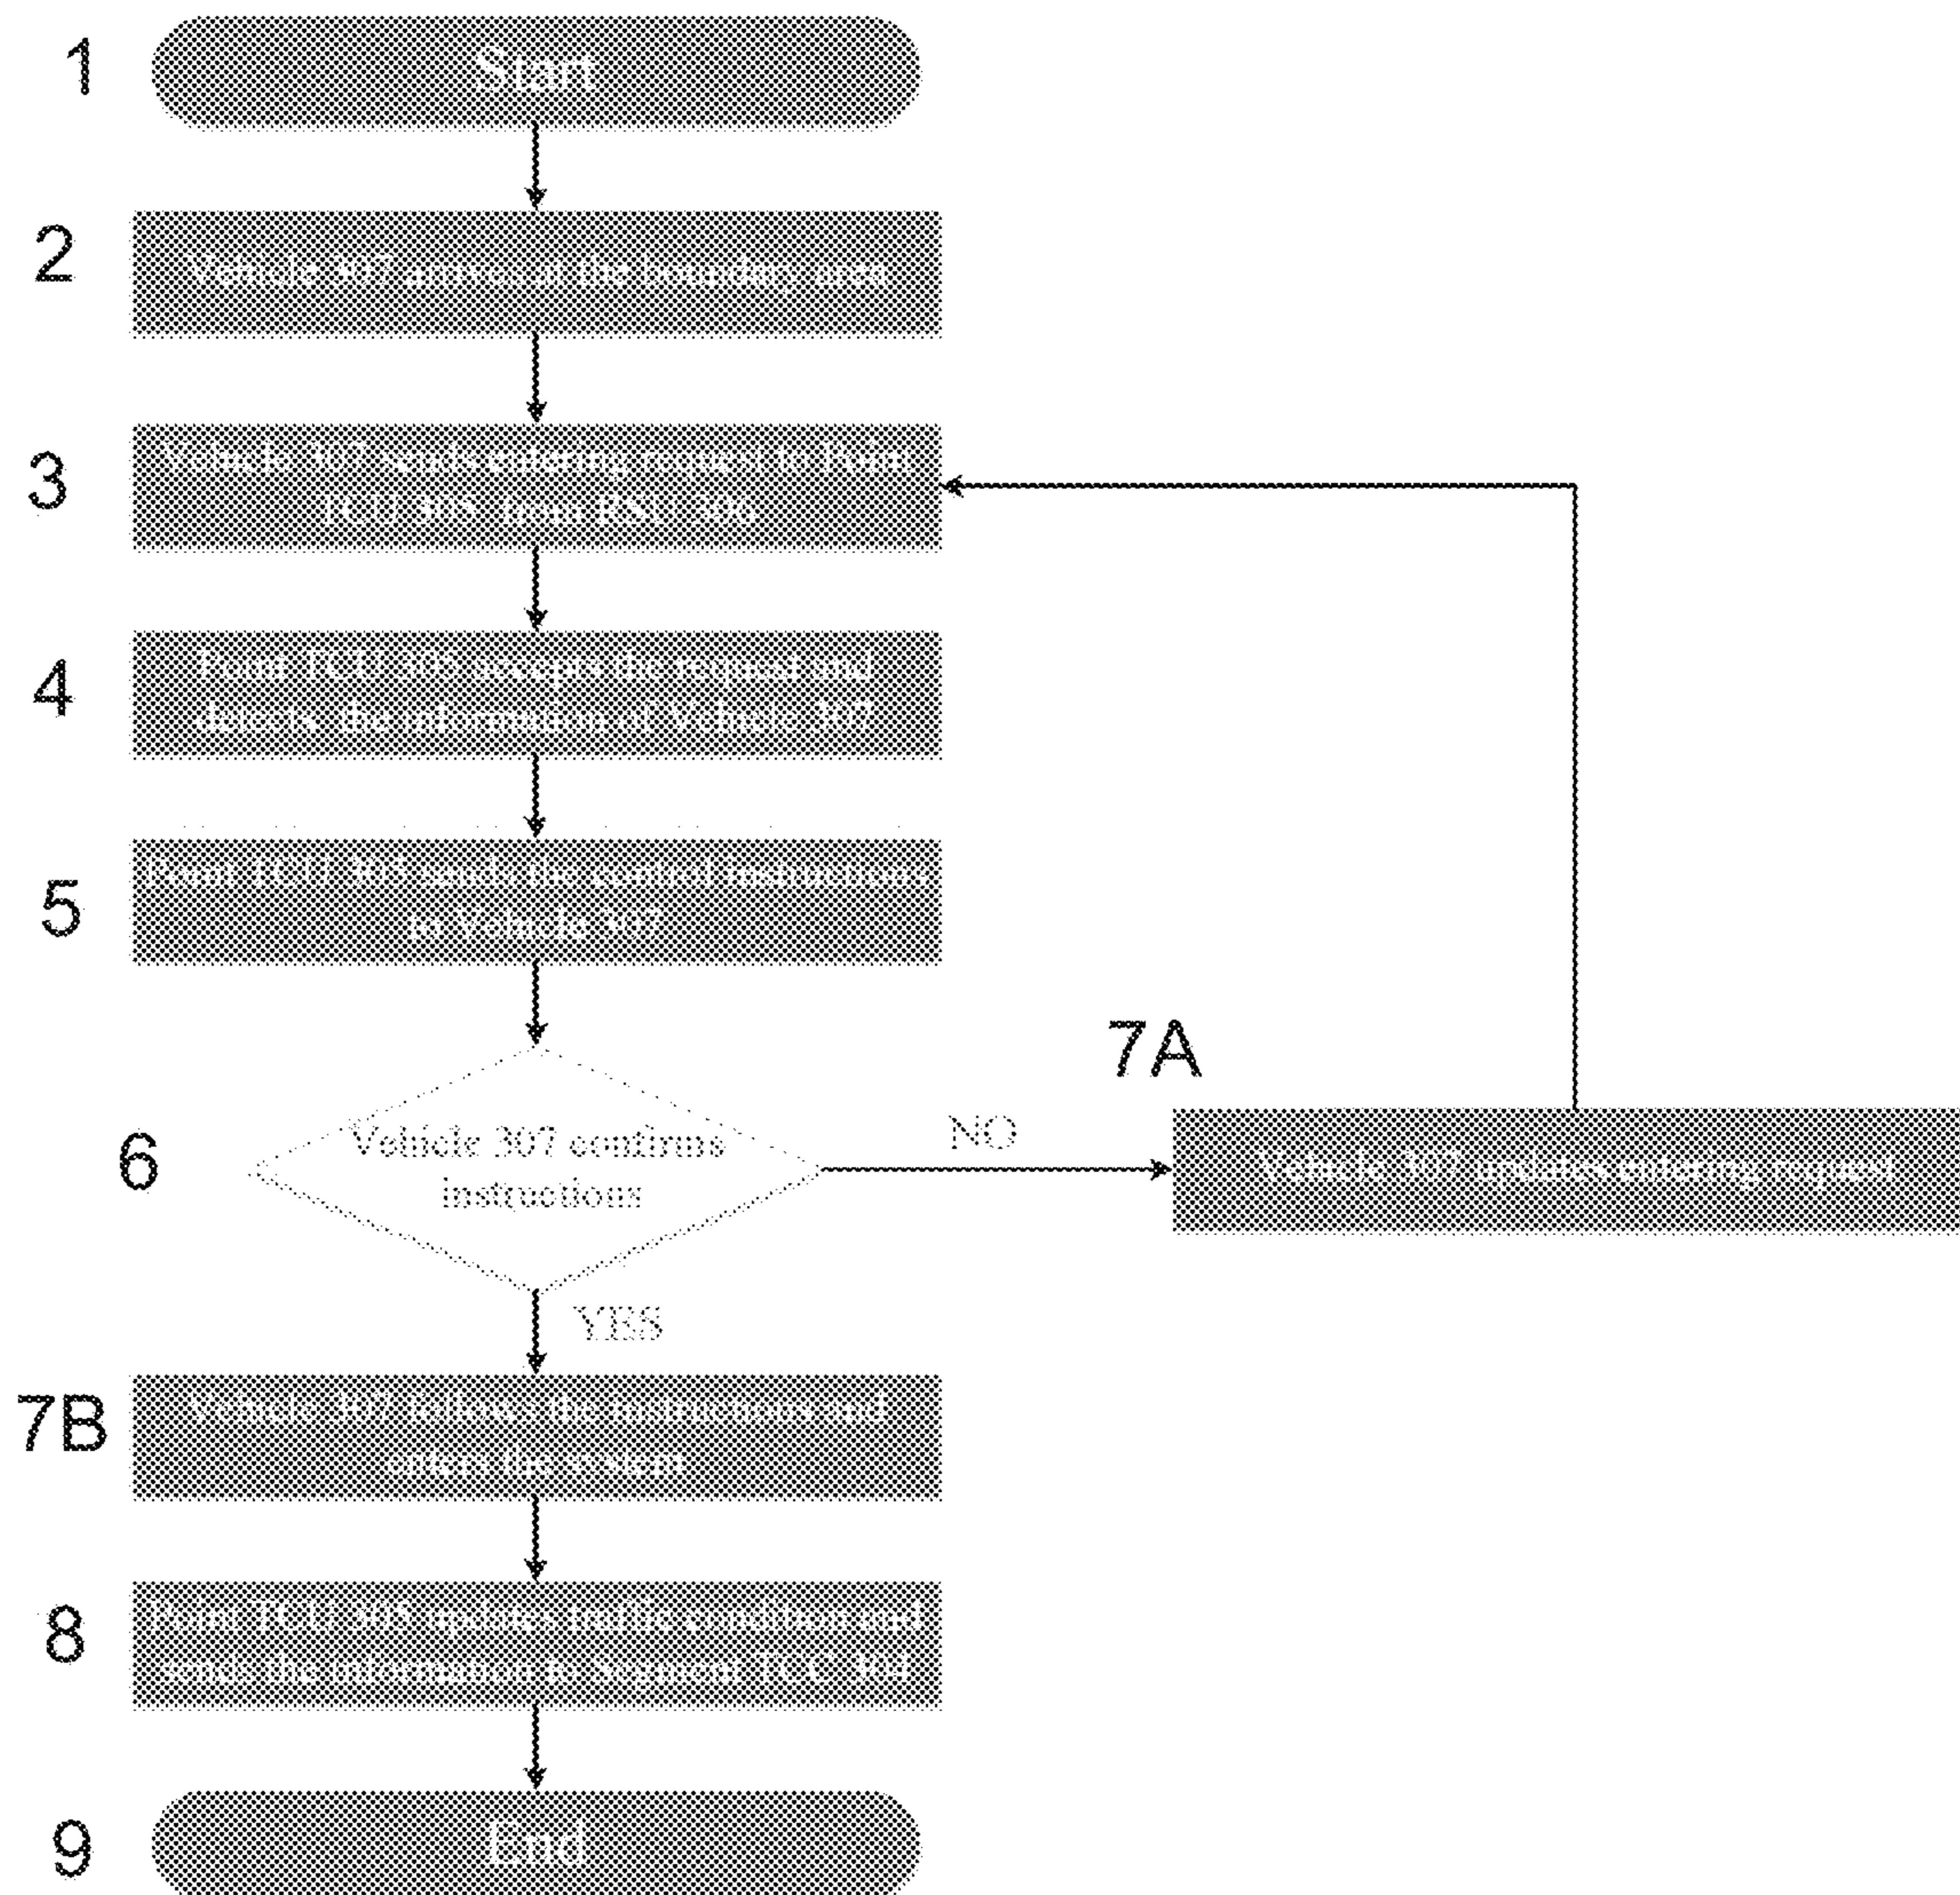 1
Start
2
Vehicle 307 arrives at the boundary area
3
Vehicle 307 sends entering request to Point
TCU 305 from RSU 306
4
Point TCU 305 accepts the request and
detects the information of Vehicle 307
5
Point TCU 305 sends the control instructions
to Vehicle 307
7A
6
Vehicle 307 confirms
instructions
NO
Vehicle 307 updates entering request
YES
7B
Vehicle 307 follows the instructions and
enters the system
8
Point TCU 305 updates traffic condition and
sends the information to Segment TCC 304
9
End